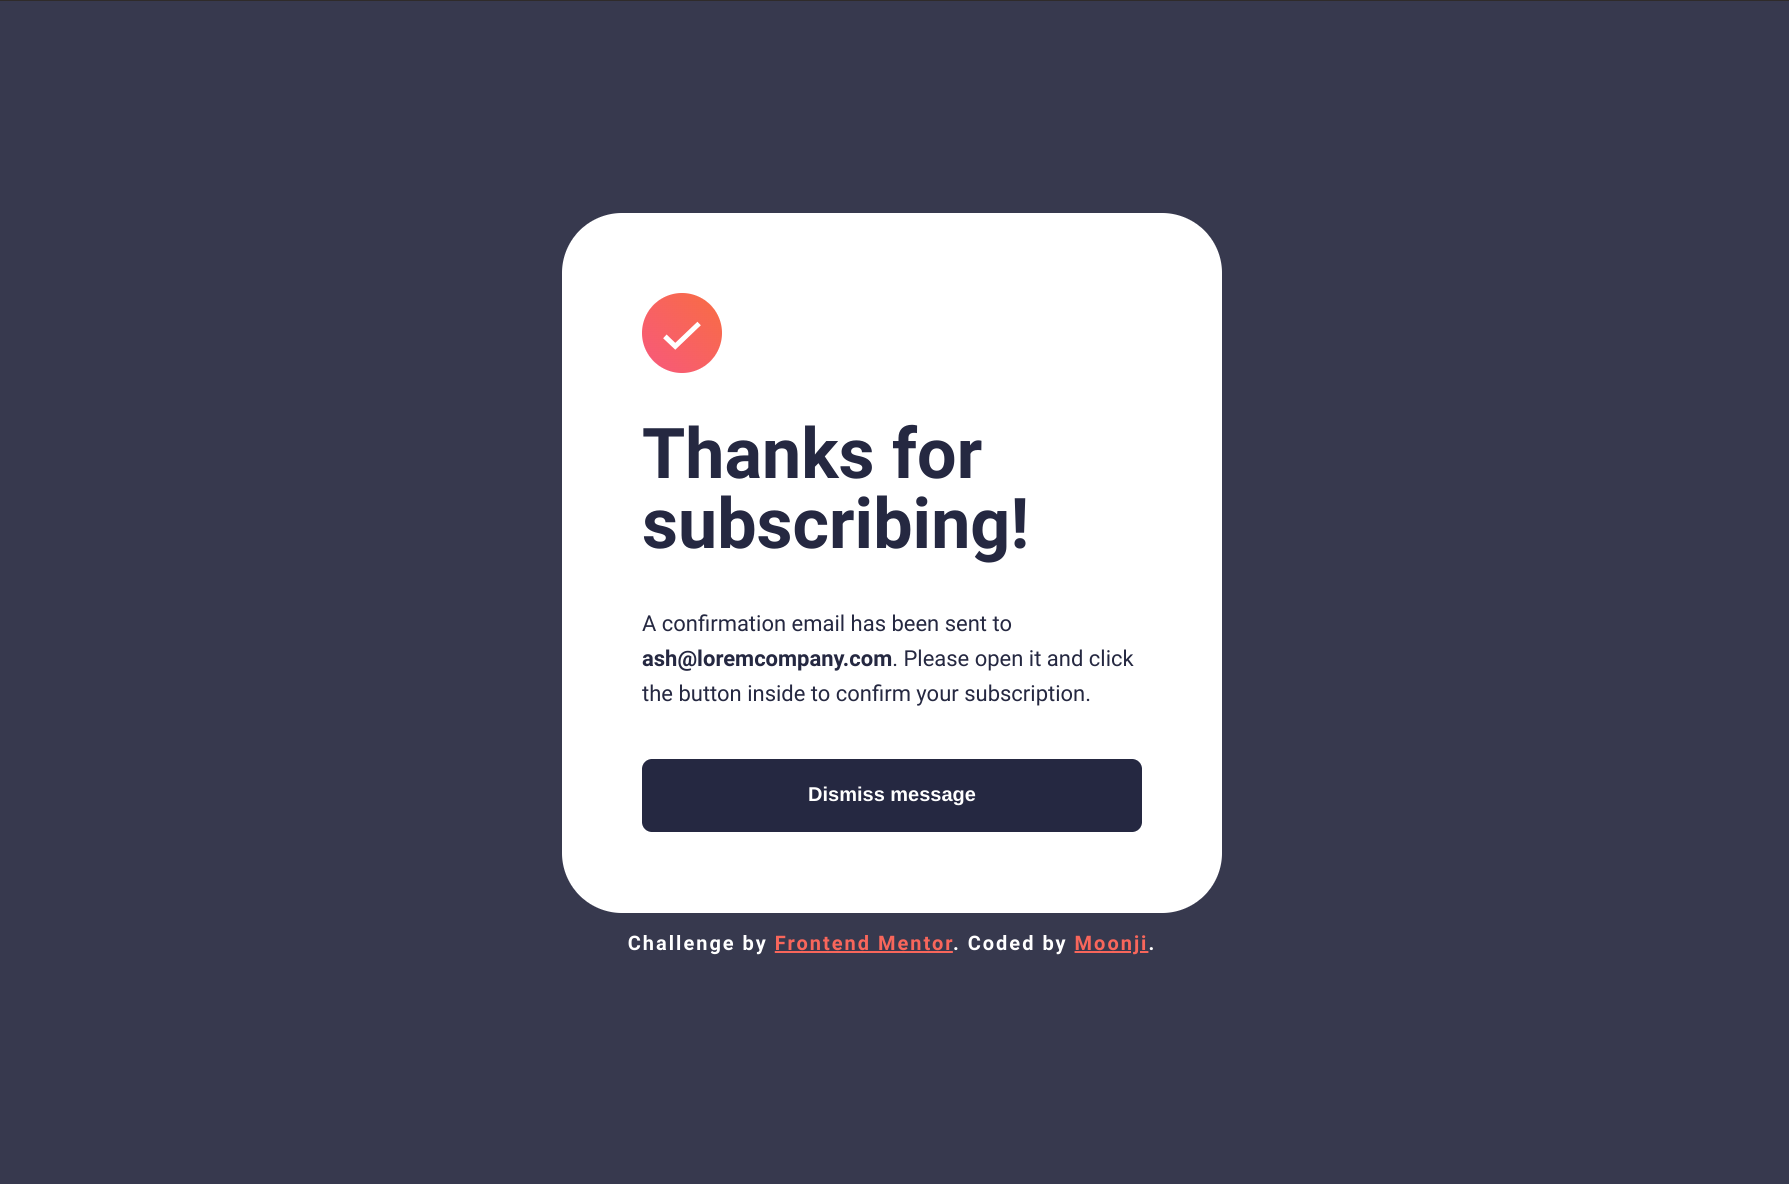 Thanks for
subscribing!
A confirmation email has been sent to
ash@loremcompany.com. Please open it and click
the button inside to confirm your subscription.
Dismiss message
Challenge by Frontend Mentor. Coded by Moonji.